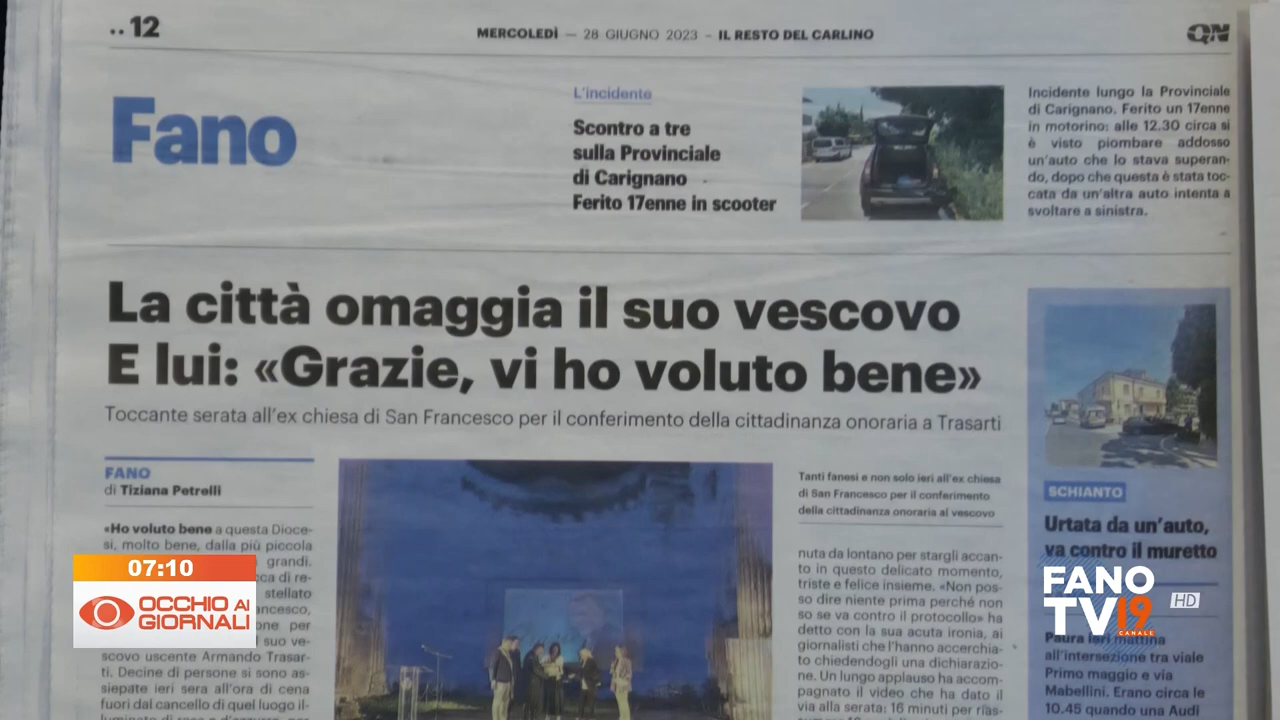 .. 12
MERCOLEDÌ — 28 GIUGNO 2023 – IL RESTO DEL CARLINO
QN
Fano
L'incidente
Scontro a tre
sulla Provinciale
di Carignano
Ferito 17enne in scooter
Incidente lungo la Provinciale
di Carignano. Ferito un 17enne
in motorino: alle 12.30 circa si
è visto piombare addosso
un'auto che lo stava superan-
do, dopo che questa è stata toc-
cata da un'altra auto intenta a
svoltare a sinistra.
La città omaggia il suo vescovo
E lui: «Grazie, vi ho voluto bene»
Toccante serata all'ex chiesa di San Francesco per il conferimento della cittadinanza onoraria a Trasarti
FANO
di Tiziana Petrelli
«Ho voluto bene a questa Dioce-
si, molto bene, dalla più piccola
grandi.
cca di re-
stellato
ancesco,
one per
l suo ve-
scovo uscente Armando Trasar-
ti. Decine di persone si sono as-
siepate ieri sera all'ora di cena
fuori dal cancello di quel luogo il-
Tanti fanesi e non solo ieri all'ex chiesa
di San Francesco per il conferimento
della cittadinanza onoraria al vescovo
nuta da lontano per stargli accan-
to in questo delicato momento,
triste e felice insieme. «Non pos-
so dire niente prima perché non
so se va contro il protocollo» ha
detto con la sua acuta ironia, ai
giornalisti che l'hanno accerchia-
to chiedendogli una dichiarazio-
ne. Un lungo applauso ha accom-
pagnato il video che ha dato il
via alla serata: 16 minuti per rias-
SCHIANTO
Urtata da un'auto,
va contro il muretto
Paura ieri mattina
all'intersezione tra viale
Primo maggio e via
Mabellini. Erano circa le
10.45 quando una Audi
07:10
OCCHIO AI
GIORNALI
FANO
TV19
CANALE
HD